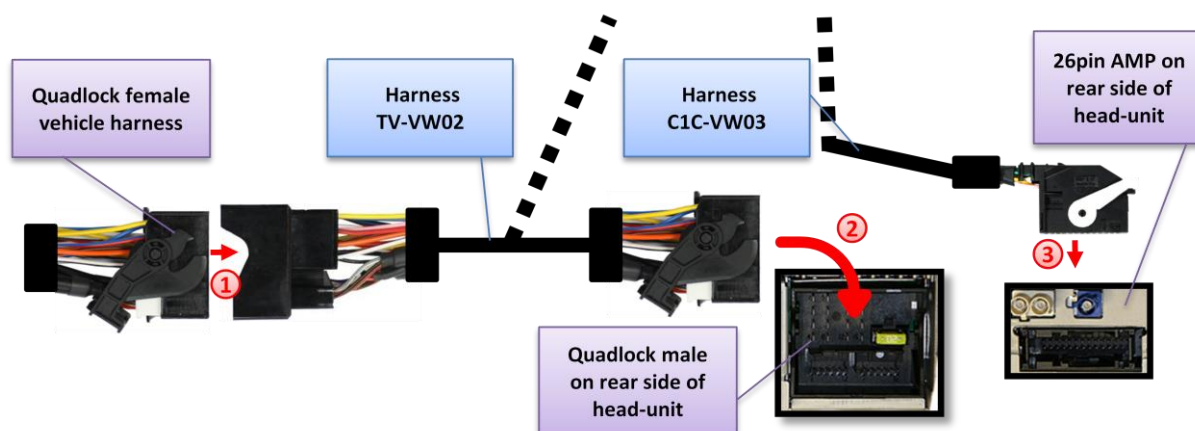 Quadlock female
vehicle harness
Harness
TV-VW02
Harness
C1C-VW03
26pin AMP on
rear side of
head-unit
1
2
3
Quadlock male
on rear side of
head-unit